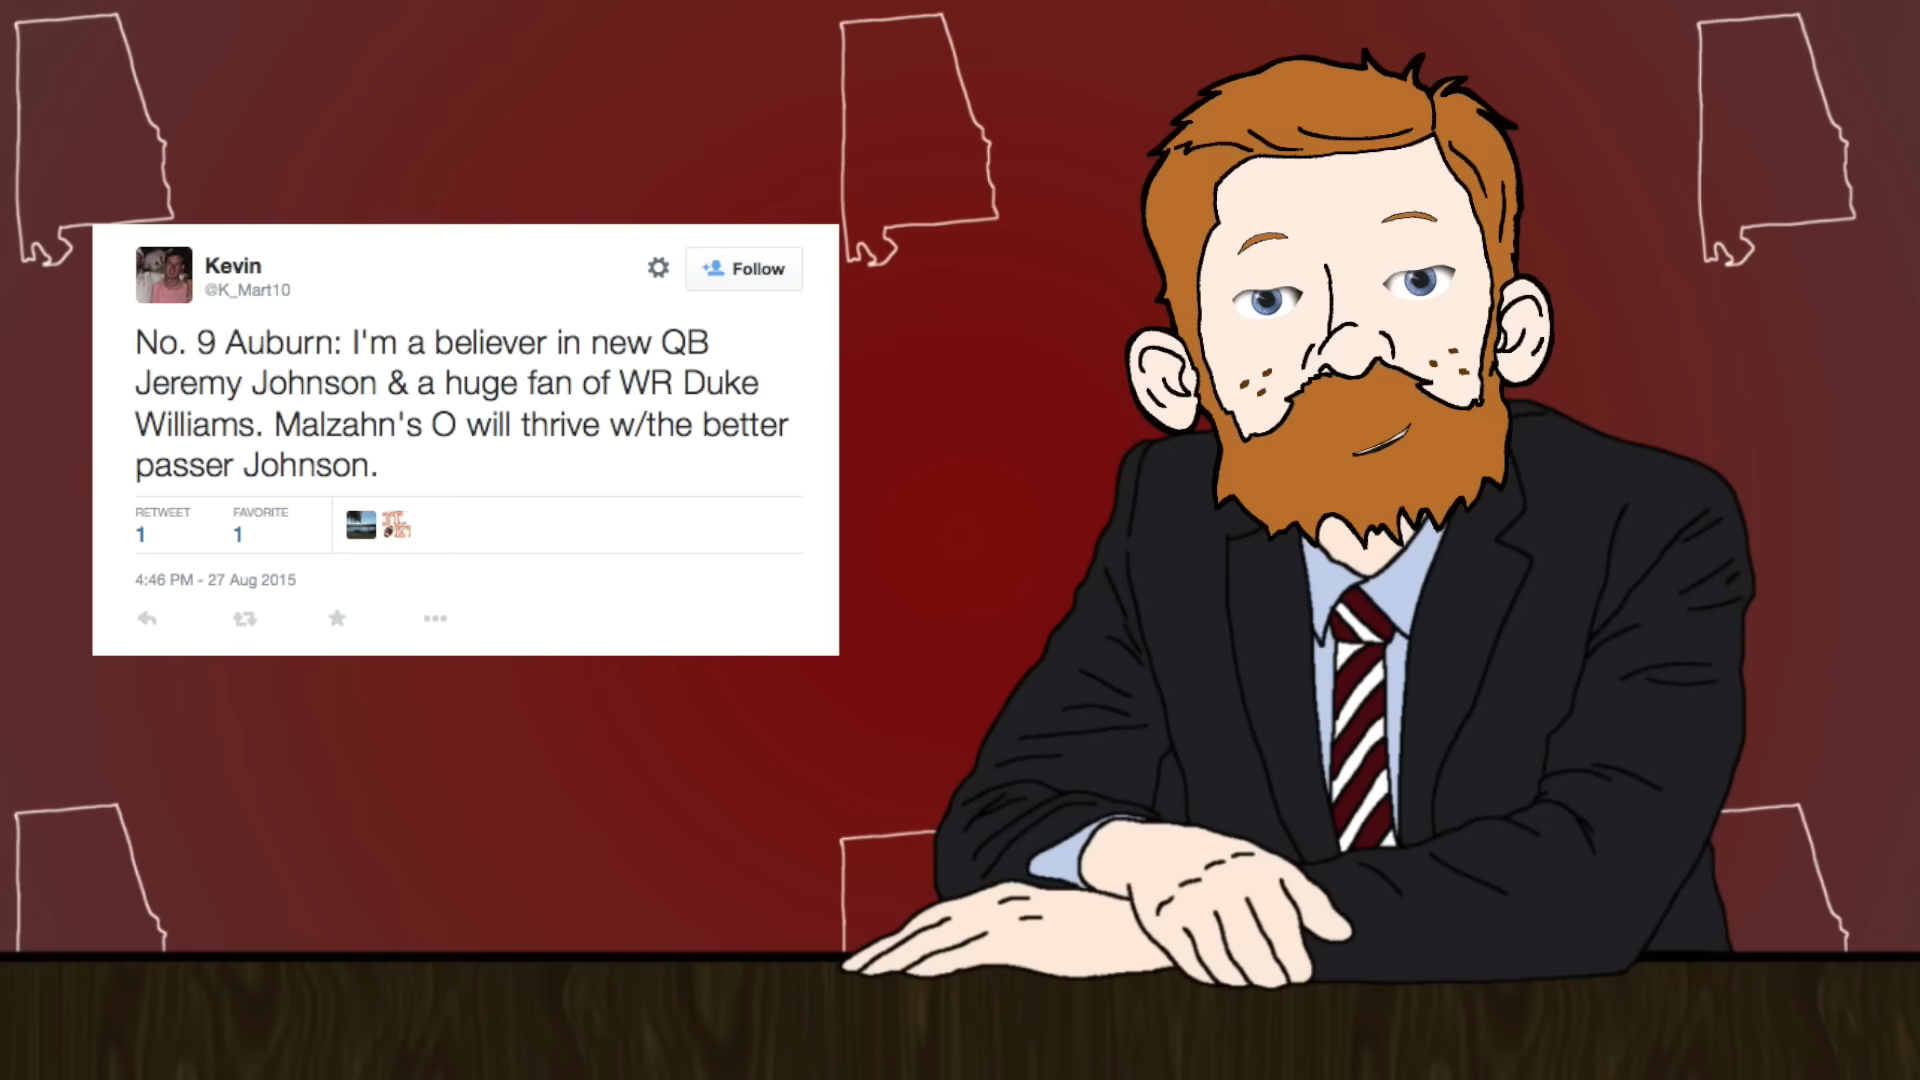 Kevin
@K_Mart10
Follow
No. 9 Auburn: I'm a believer in new QB
Jeremy Johnson & a huge fan of WR Duke
Williams. Malzahn's O will thrive w/the better
passer Johnson.
RETWEET FAVORITE
1 1
4:46 PM - 27 Aug 2015